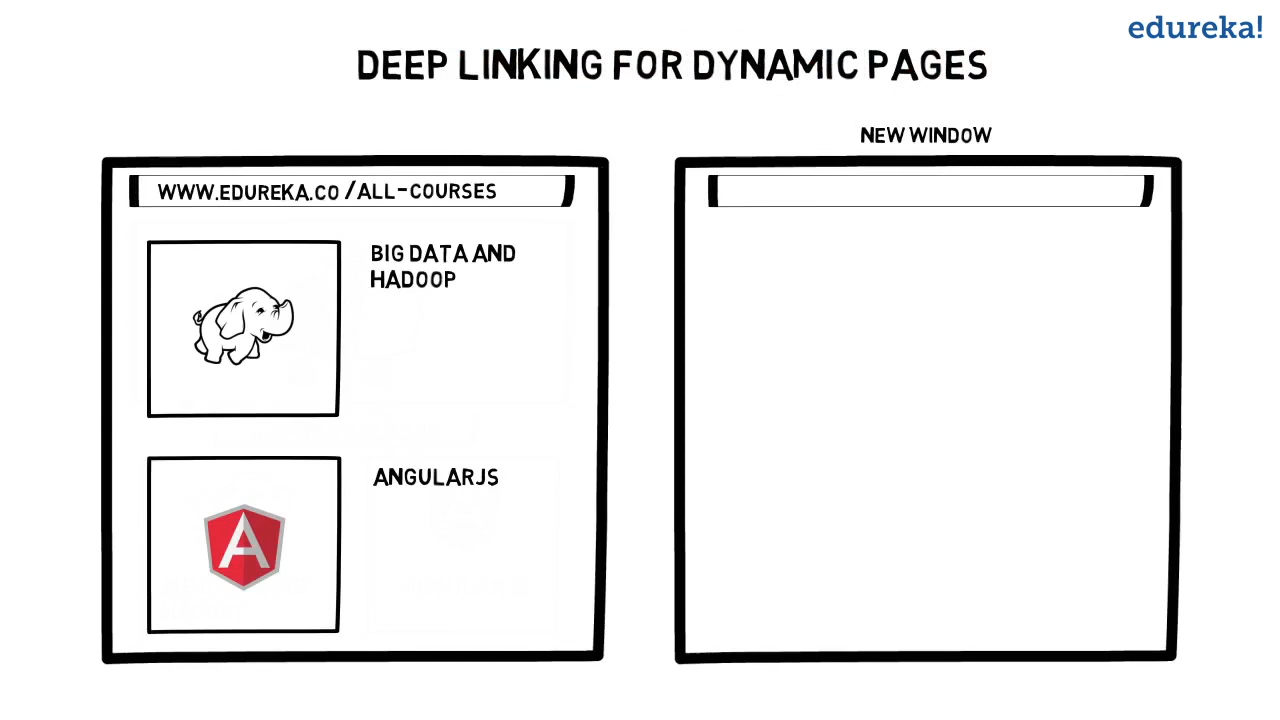 edureka!
DEEP LINKING FOR DYNAMIC PAGES
NEW WINDOW
WWW.EDUREKA.CO/ALL-COURSES
BIG DATA AND
HADOOP
ANGULARJS